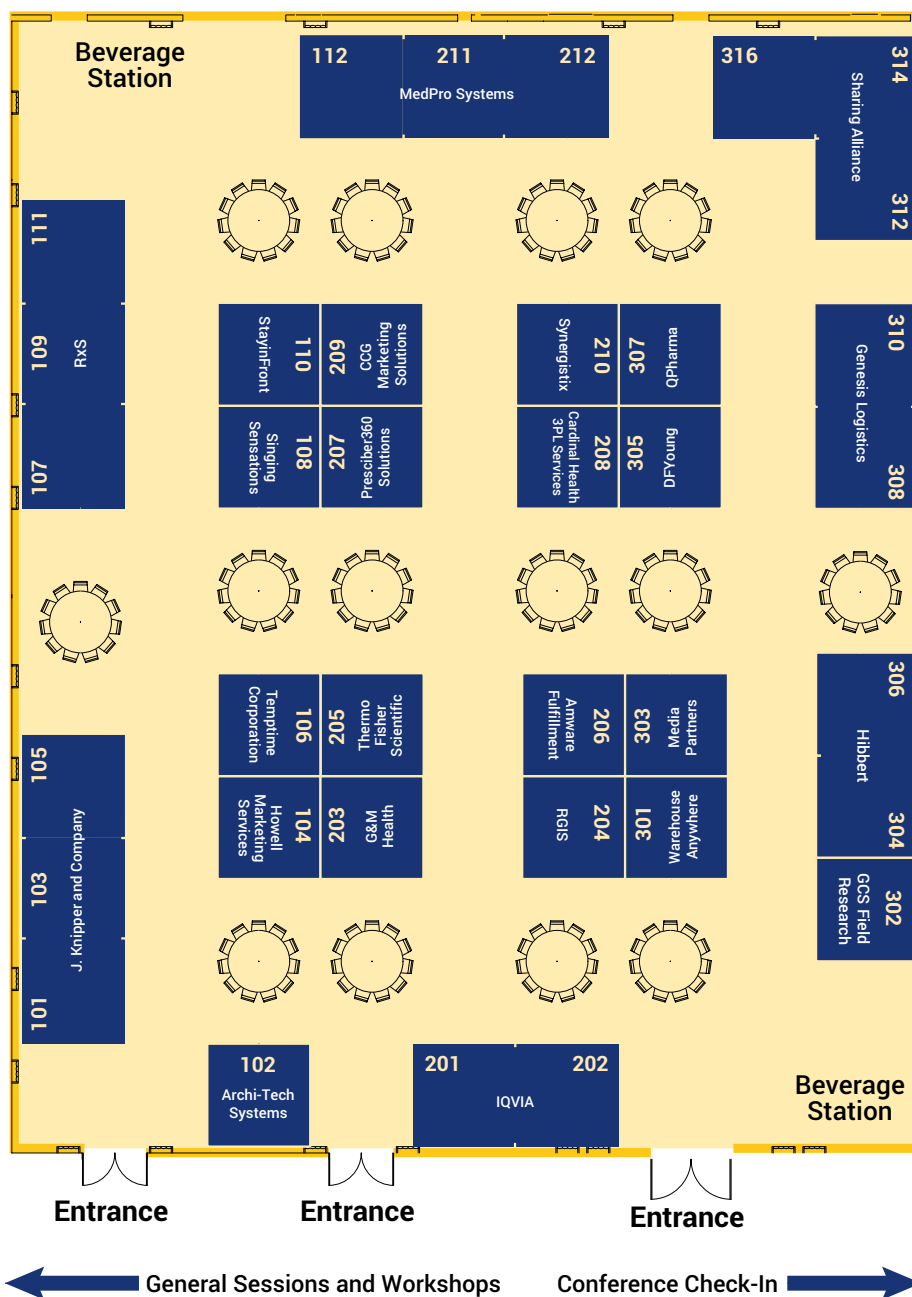 Beverage
Station
112
211
212
MedPro Systems
316
314
Sharing Alliance
312
111
109
RxS
107
StayinFront
110
209
CCG
Marketing
Solutions
Singing
Sensations
108
207
Presciber360
Solutions
Synergistix
210
307
QPharma
Cardinal Health
3PL Services
208
305
DFYoung
310
Genesis Logistics
308
105
103
J. Knipper and Company
101
Temptime
Corporation
106
205
Thermo
Fisher
Scientific
Howell
Marketing
Services
104
203
G&M
Health
Amware
Fulfillment
206
303
Media
Partners
RGIS
204
301
Warehouse
Anywhere
306
Hibbert
304
GCS Field
Research
302
102
Archi-Tech
Systems
201
202
IQVIA
Beverage
Station
Entrance
Entrance
Entrance
General Sessions and Workshops
Conference Check-In